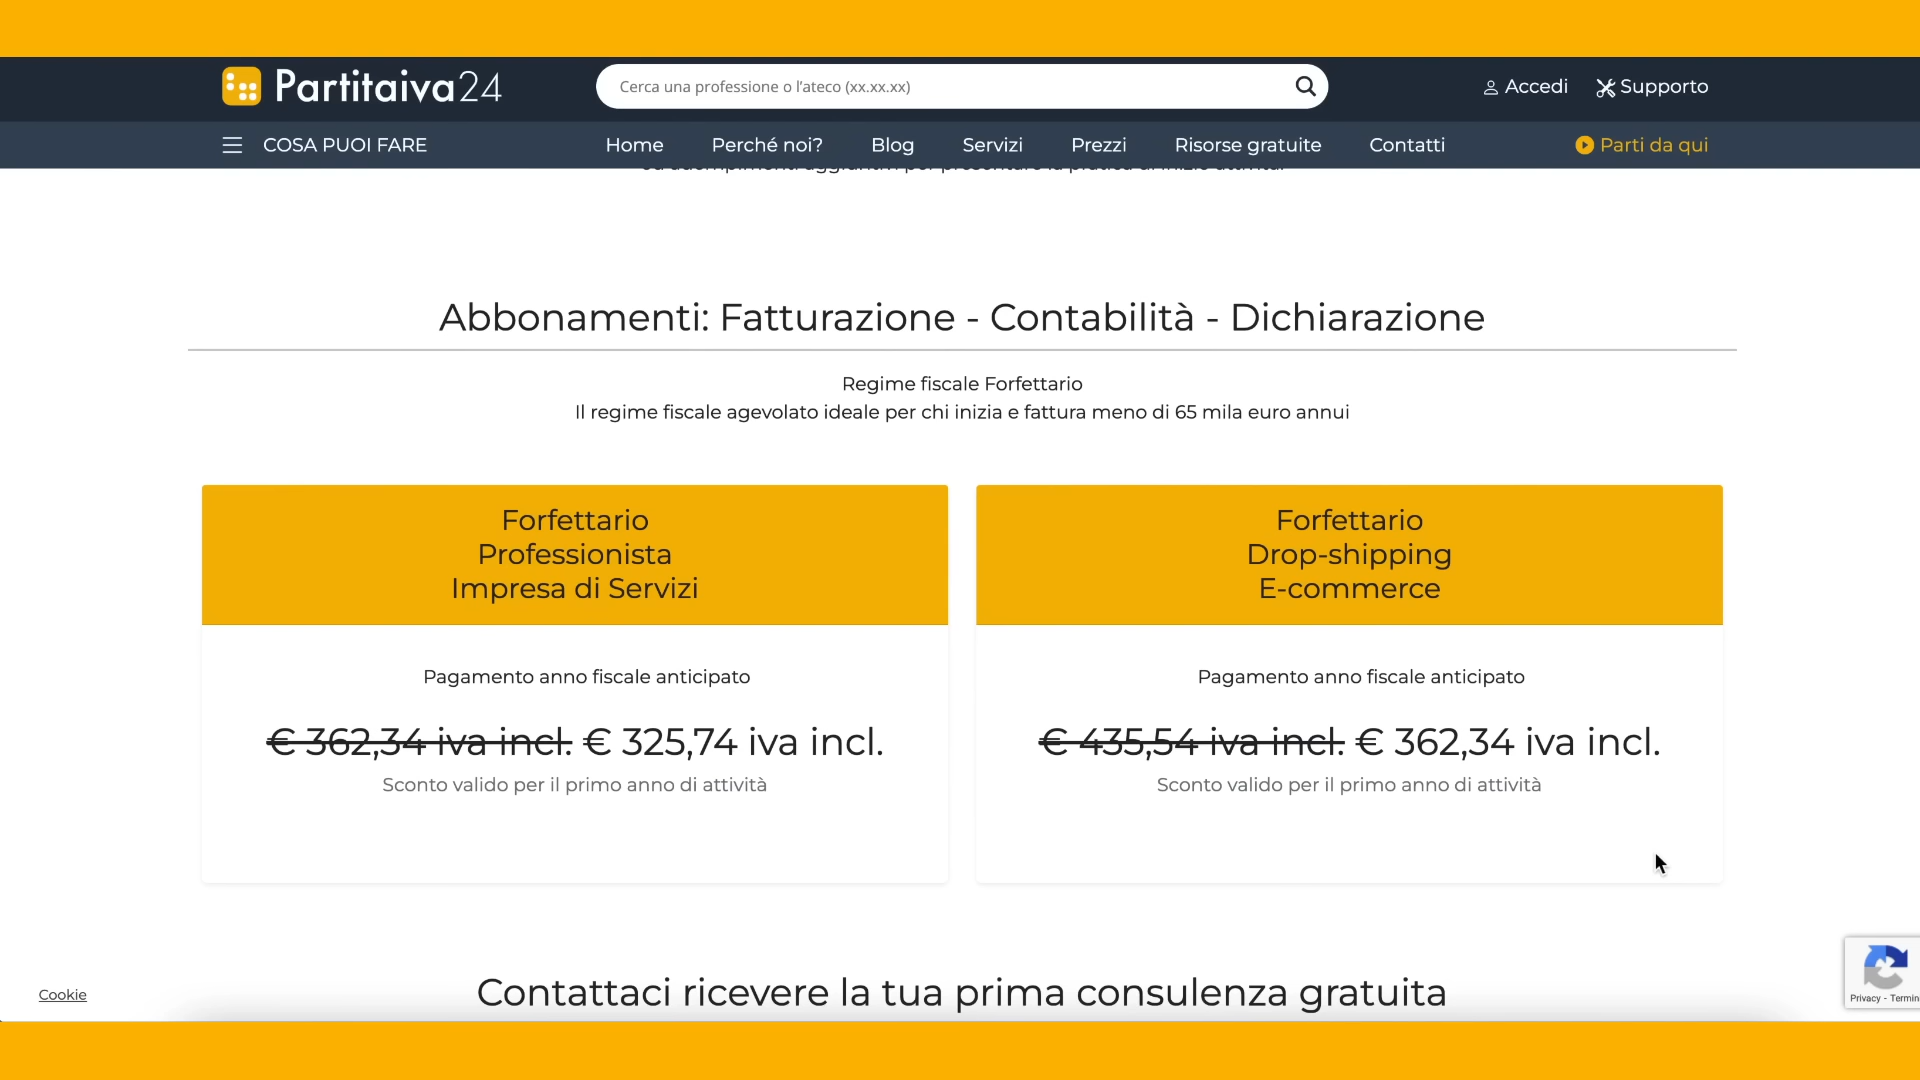 Partitaiva24
Cerca una professione o l'ateco (xx.xx.xx)
Accedi
Supporto
COSA PUOI FARE
Home
Perché noi?
Blog
Servizi
Prezzi
Risorse gratuite
Contatti
Parti da qui
Abbonamenti: Fatturazione - Contabilità - Dichiarazione
Regime fiscale Forfettario
Il regime fiscale agevolato ideale per chi inizia e fattura meno di 65 mila euro annui
Forfettario
Professionista
Impresa di Servizi
Pagamento anno fiscale anticipato
€ 362,34 iva incl. € 325,74 iva incl.
Sconto valido per il primo anno di attività
Forfettario
Drop-shipping
E-commerce
Pagamento anno fiscale anticipato
€ 435,54 iva incl. € 362,34 iva incl.
Sconto valido per il primo anno di attività
Contattaci ricevere la tua prima consulenza gratuita
Cookie
Privacy - Termin